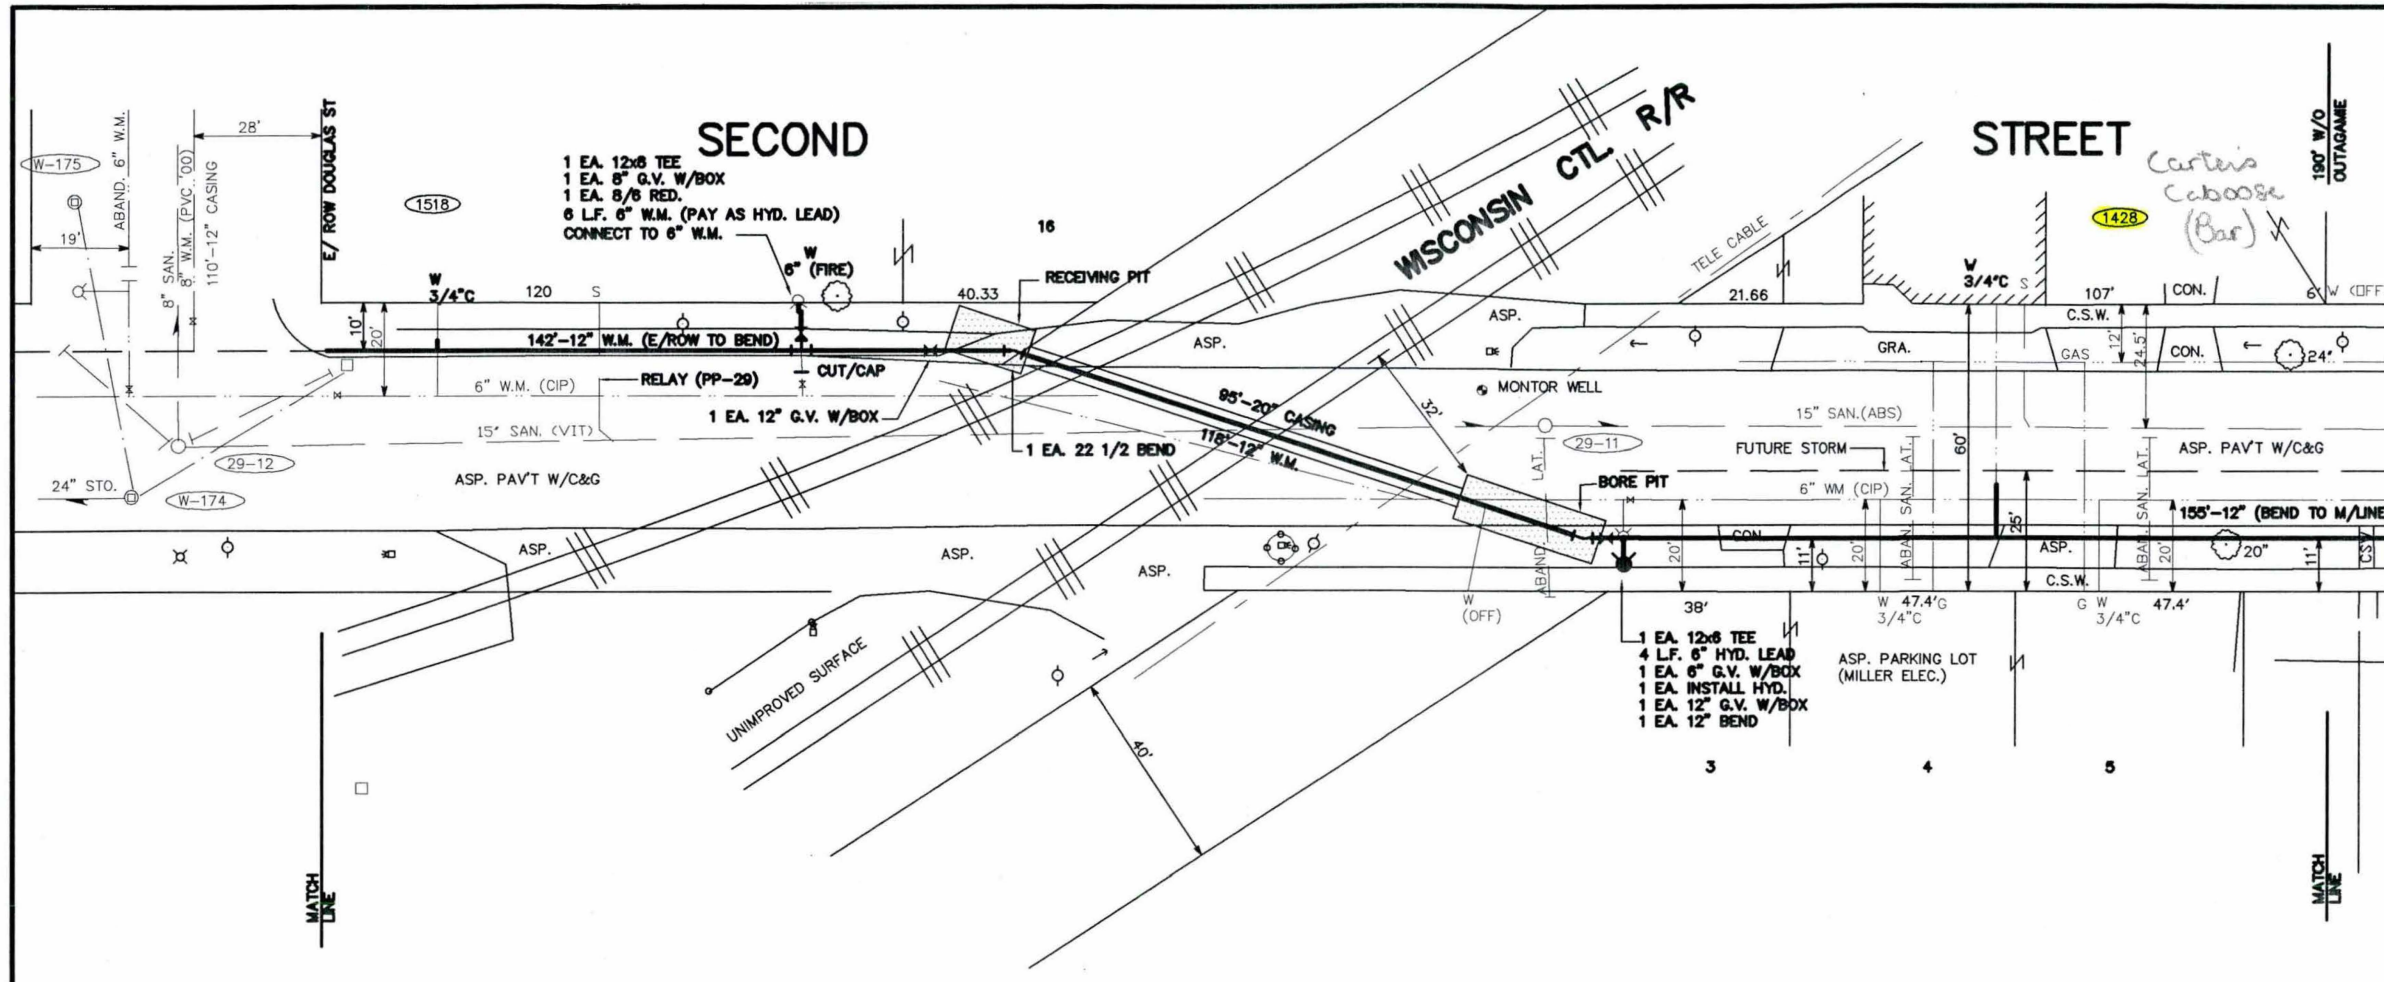 SECOND
STREET
WISCONSIN CTL. R/R
W-175
ABAND. 6" W.M.
8" SAN.
8" W.M. (PVC '00)
110'-12" CASING
28'
19'
E/ ROW DOUGLAS ST
1518
1 EA. 12x6 TEE
1 EA. 8" G.V. W/BOX
1 EA. 8/6 RED.
6 L.F. 6" W.M. (PAY AS HYD. LEAD)
CONNECT TO 6" W.M.
W
6" (FIRE)
16
RECEIVING PIT
W
3/4"C
120
S
40.33
10'
20'
142'-12" W.M. (E/ROW TO BEND)
CUT/CAP
6" W.M. (CIP)
RELAY (PP-29)
1 EA. 12" G.V. W/BOX
15" SAN. (VIT)
29-12
24" STO.
W-174
ASP. PAV'T W/C&G
1 EA. 22 1/2 BEND
95'-20" CASING
118'-12" W.M.
32'
ASP.
ASP.
ASP.
ASP.
ASP.
UNIMPROVED SURFACE
40'
TELE CABLE
21.66
MONTOR WELL
GRA.
29-11
15" SAN.(ABS)
FUTURE STORM
6" WM (CIP)
BORE PIT
ABAND. LAT.
W
(OFF)
Carter's
Caboose
(Bar)
1428
190' W/O
OUTAGAMIE
W
3/4"C
S
107'
CON.
6'
W (OFF
C.S.W.
12'
24.5'
GAS
CON.
24"
60'
ASP. PAV'T W/C&G
ABAN. SAN. LAT.
ABAN. SAN. LAT.
25'
155'-12" (BEND TO M/LINE
20'
CON.
11'
20'
ASP.
20'
20"
11'
CSW
C.S.W.
38'
W
3/4"C
47.4'
G
G
W
3/4"C
47.4'
1 EA. 12x6 TEE
4 L.F. 6" HYD. LEAD
1 EA. 6" G.V. W/BOX
1 EA. INSTALL HYD.
1 EA. 12" G.V. W/BOX
1 EA. 12" BEND
ASP. PARKING LOT
(MILLER ELEC.)
3
4
5
MATCH
LINE
MATCH
LINE